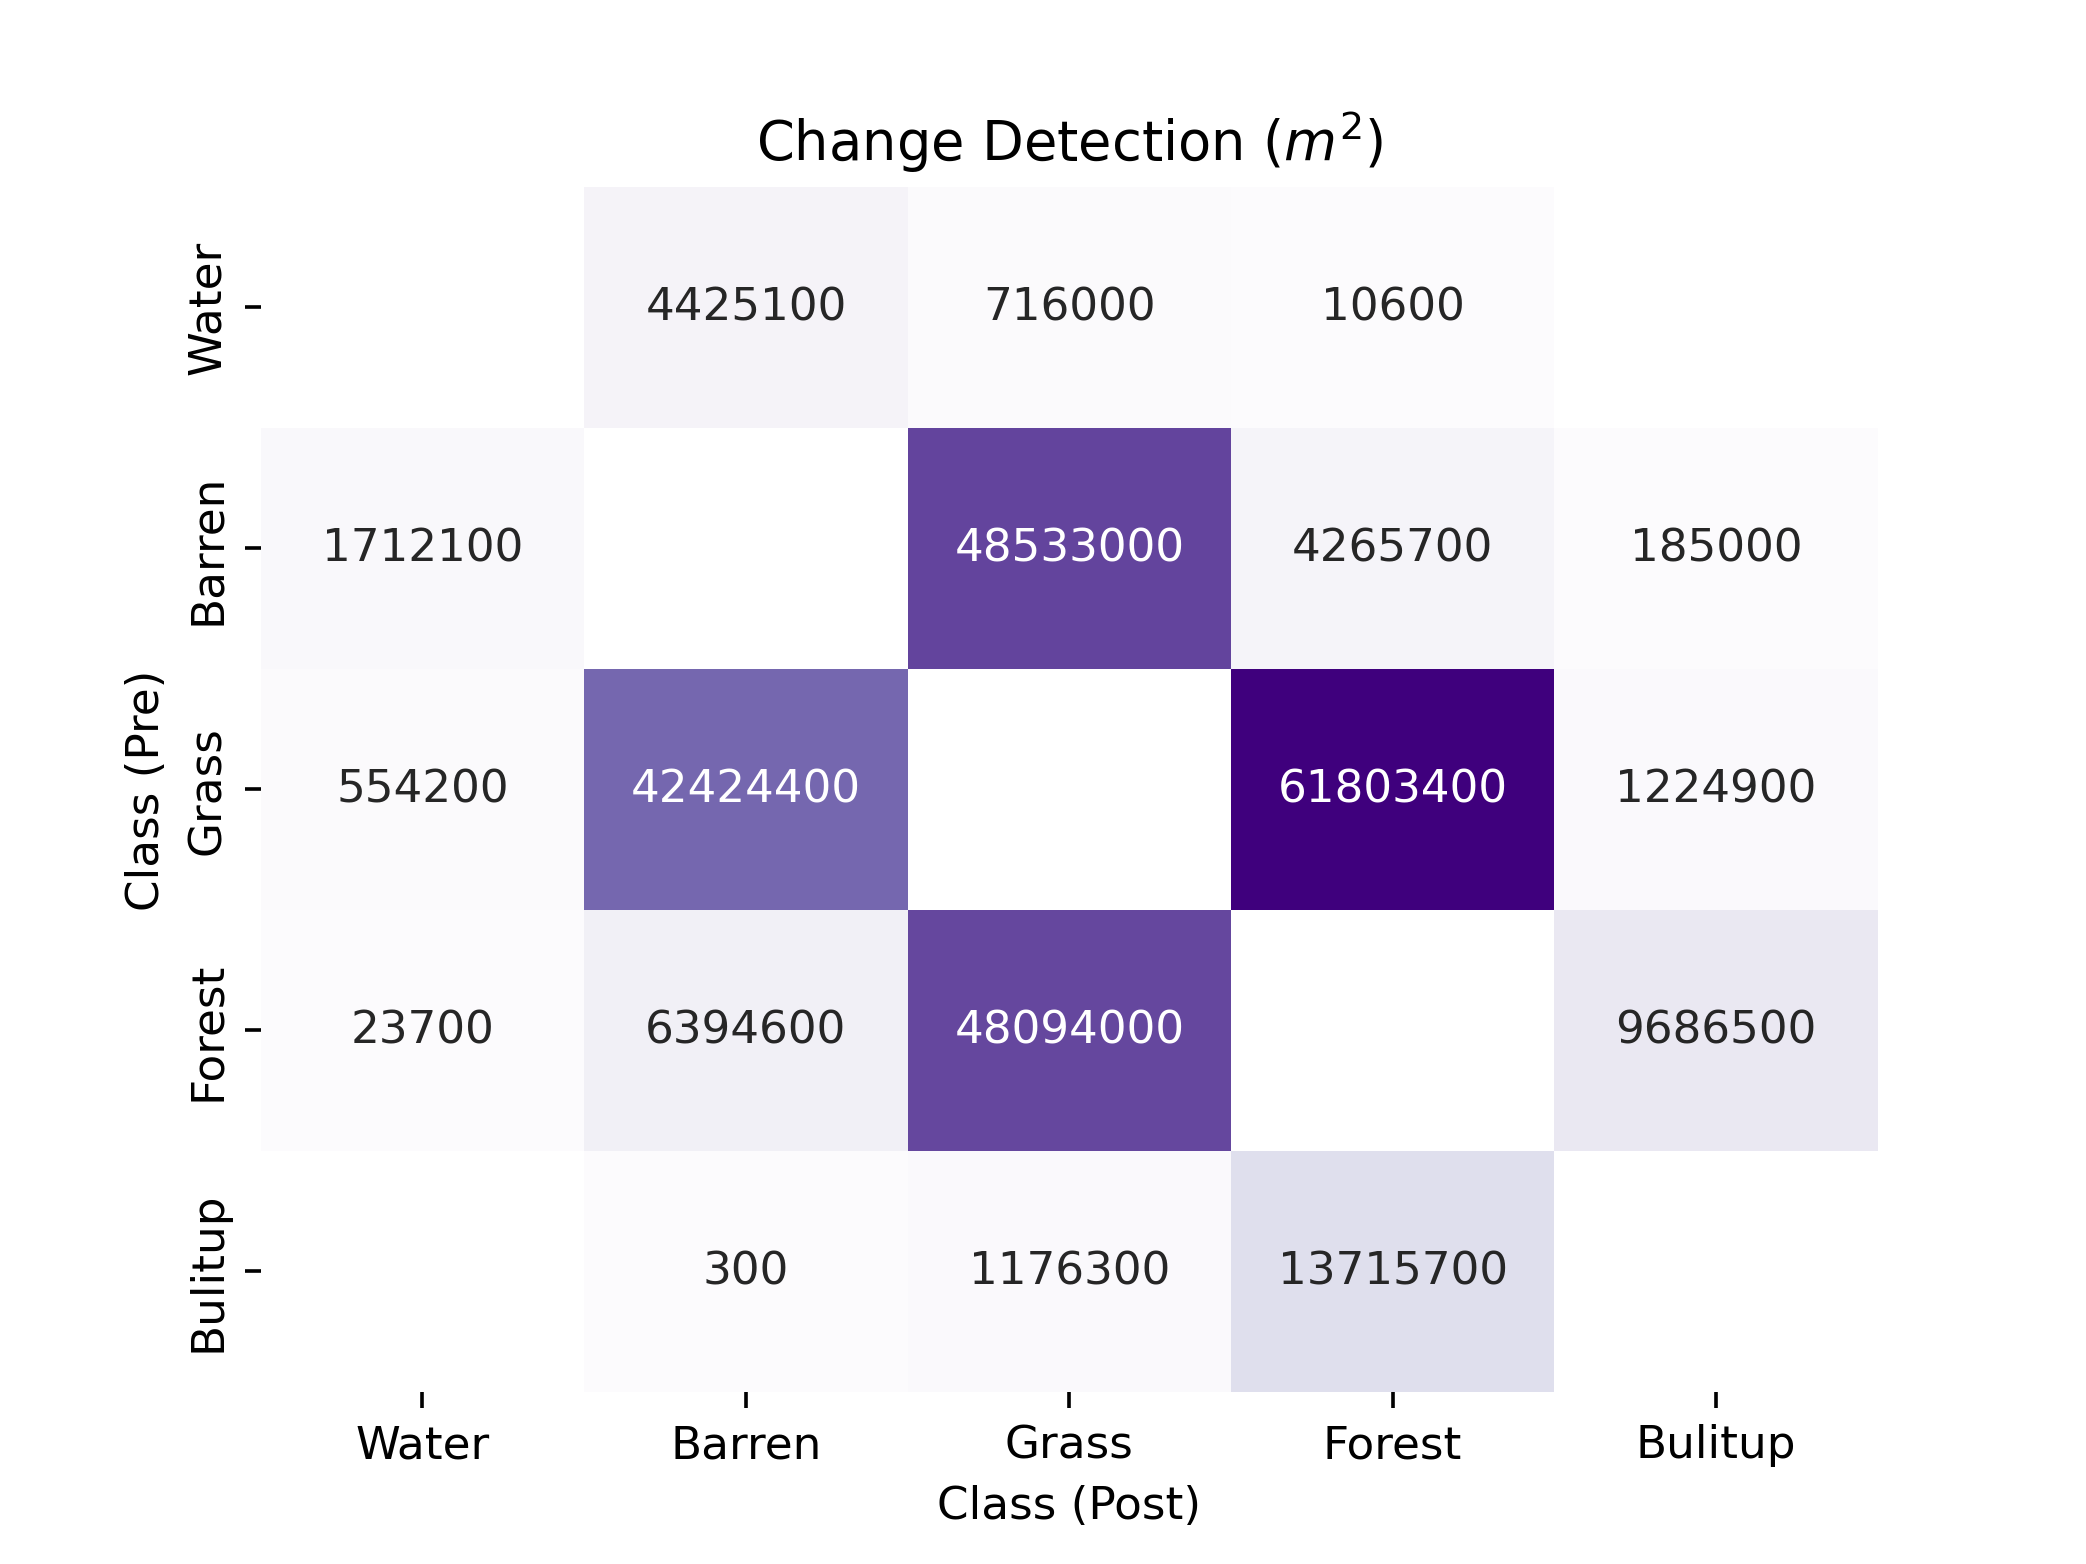 Change Detection (m²)
Class (Pre)
Water
4425100 716000 10600
Barren
1712100 48533000 4265700 185000
Grass
554200 42424400 61803400 1224900
Forest
23700 6394600 48094000 9686500
Bulitup
300 1176300 13715700
Water Barren Grass Forest Bulitup
Class (Post)